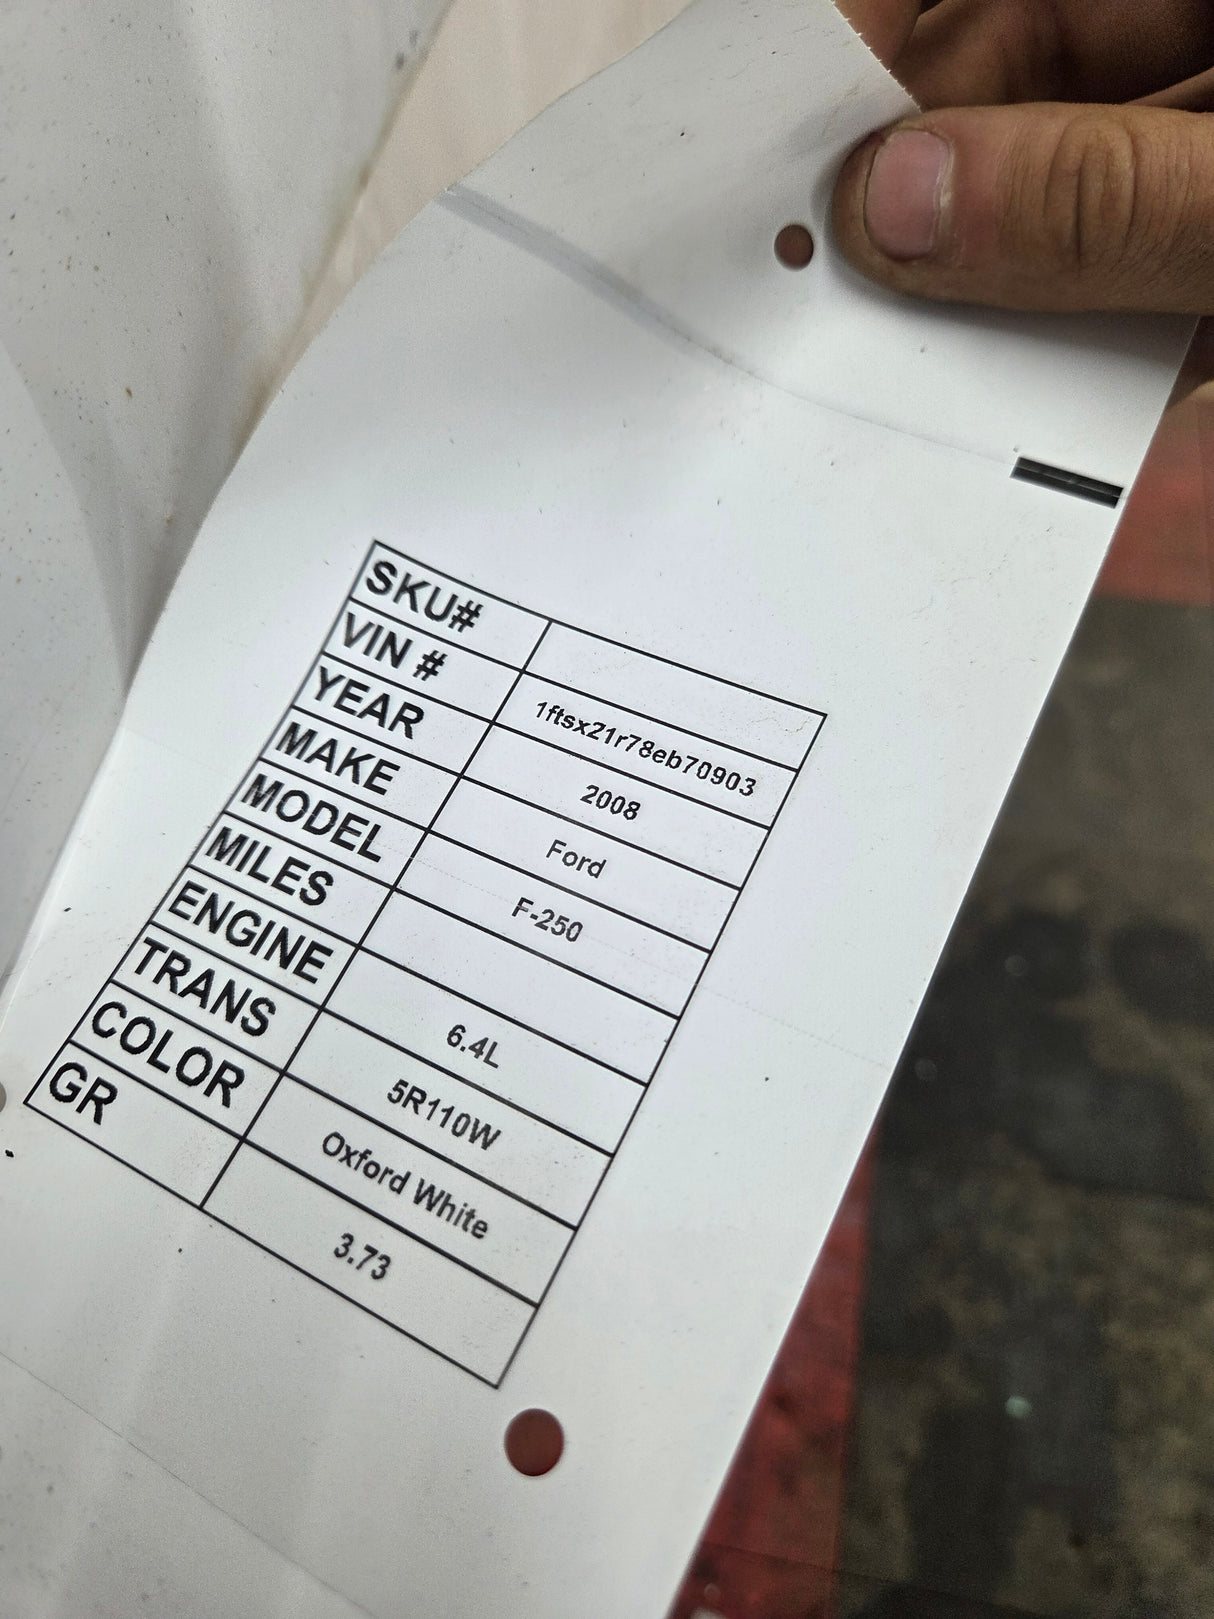 SKU#
VIN # 1ftsx21r78eb70903
YEAR 2008
MAKE Ford
MODEL F-250
MILES
ENGINE 6.4L
TRANS 5R110W
COLOR Oxford White
GR 3.73